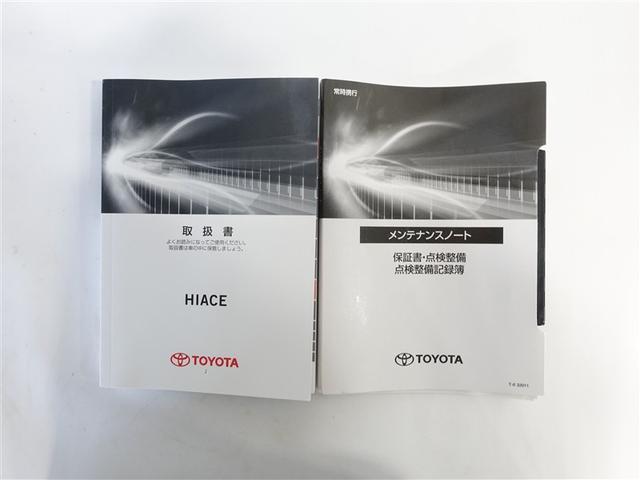 取扱書
よくお読みになってご使用ください。
取扱書は車の中に保管しましょう。
HIACE
TOYOTA
常時携行
メンテナンスノート
保証書・点検整備
点検整備記録簿
TOYOTA